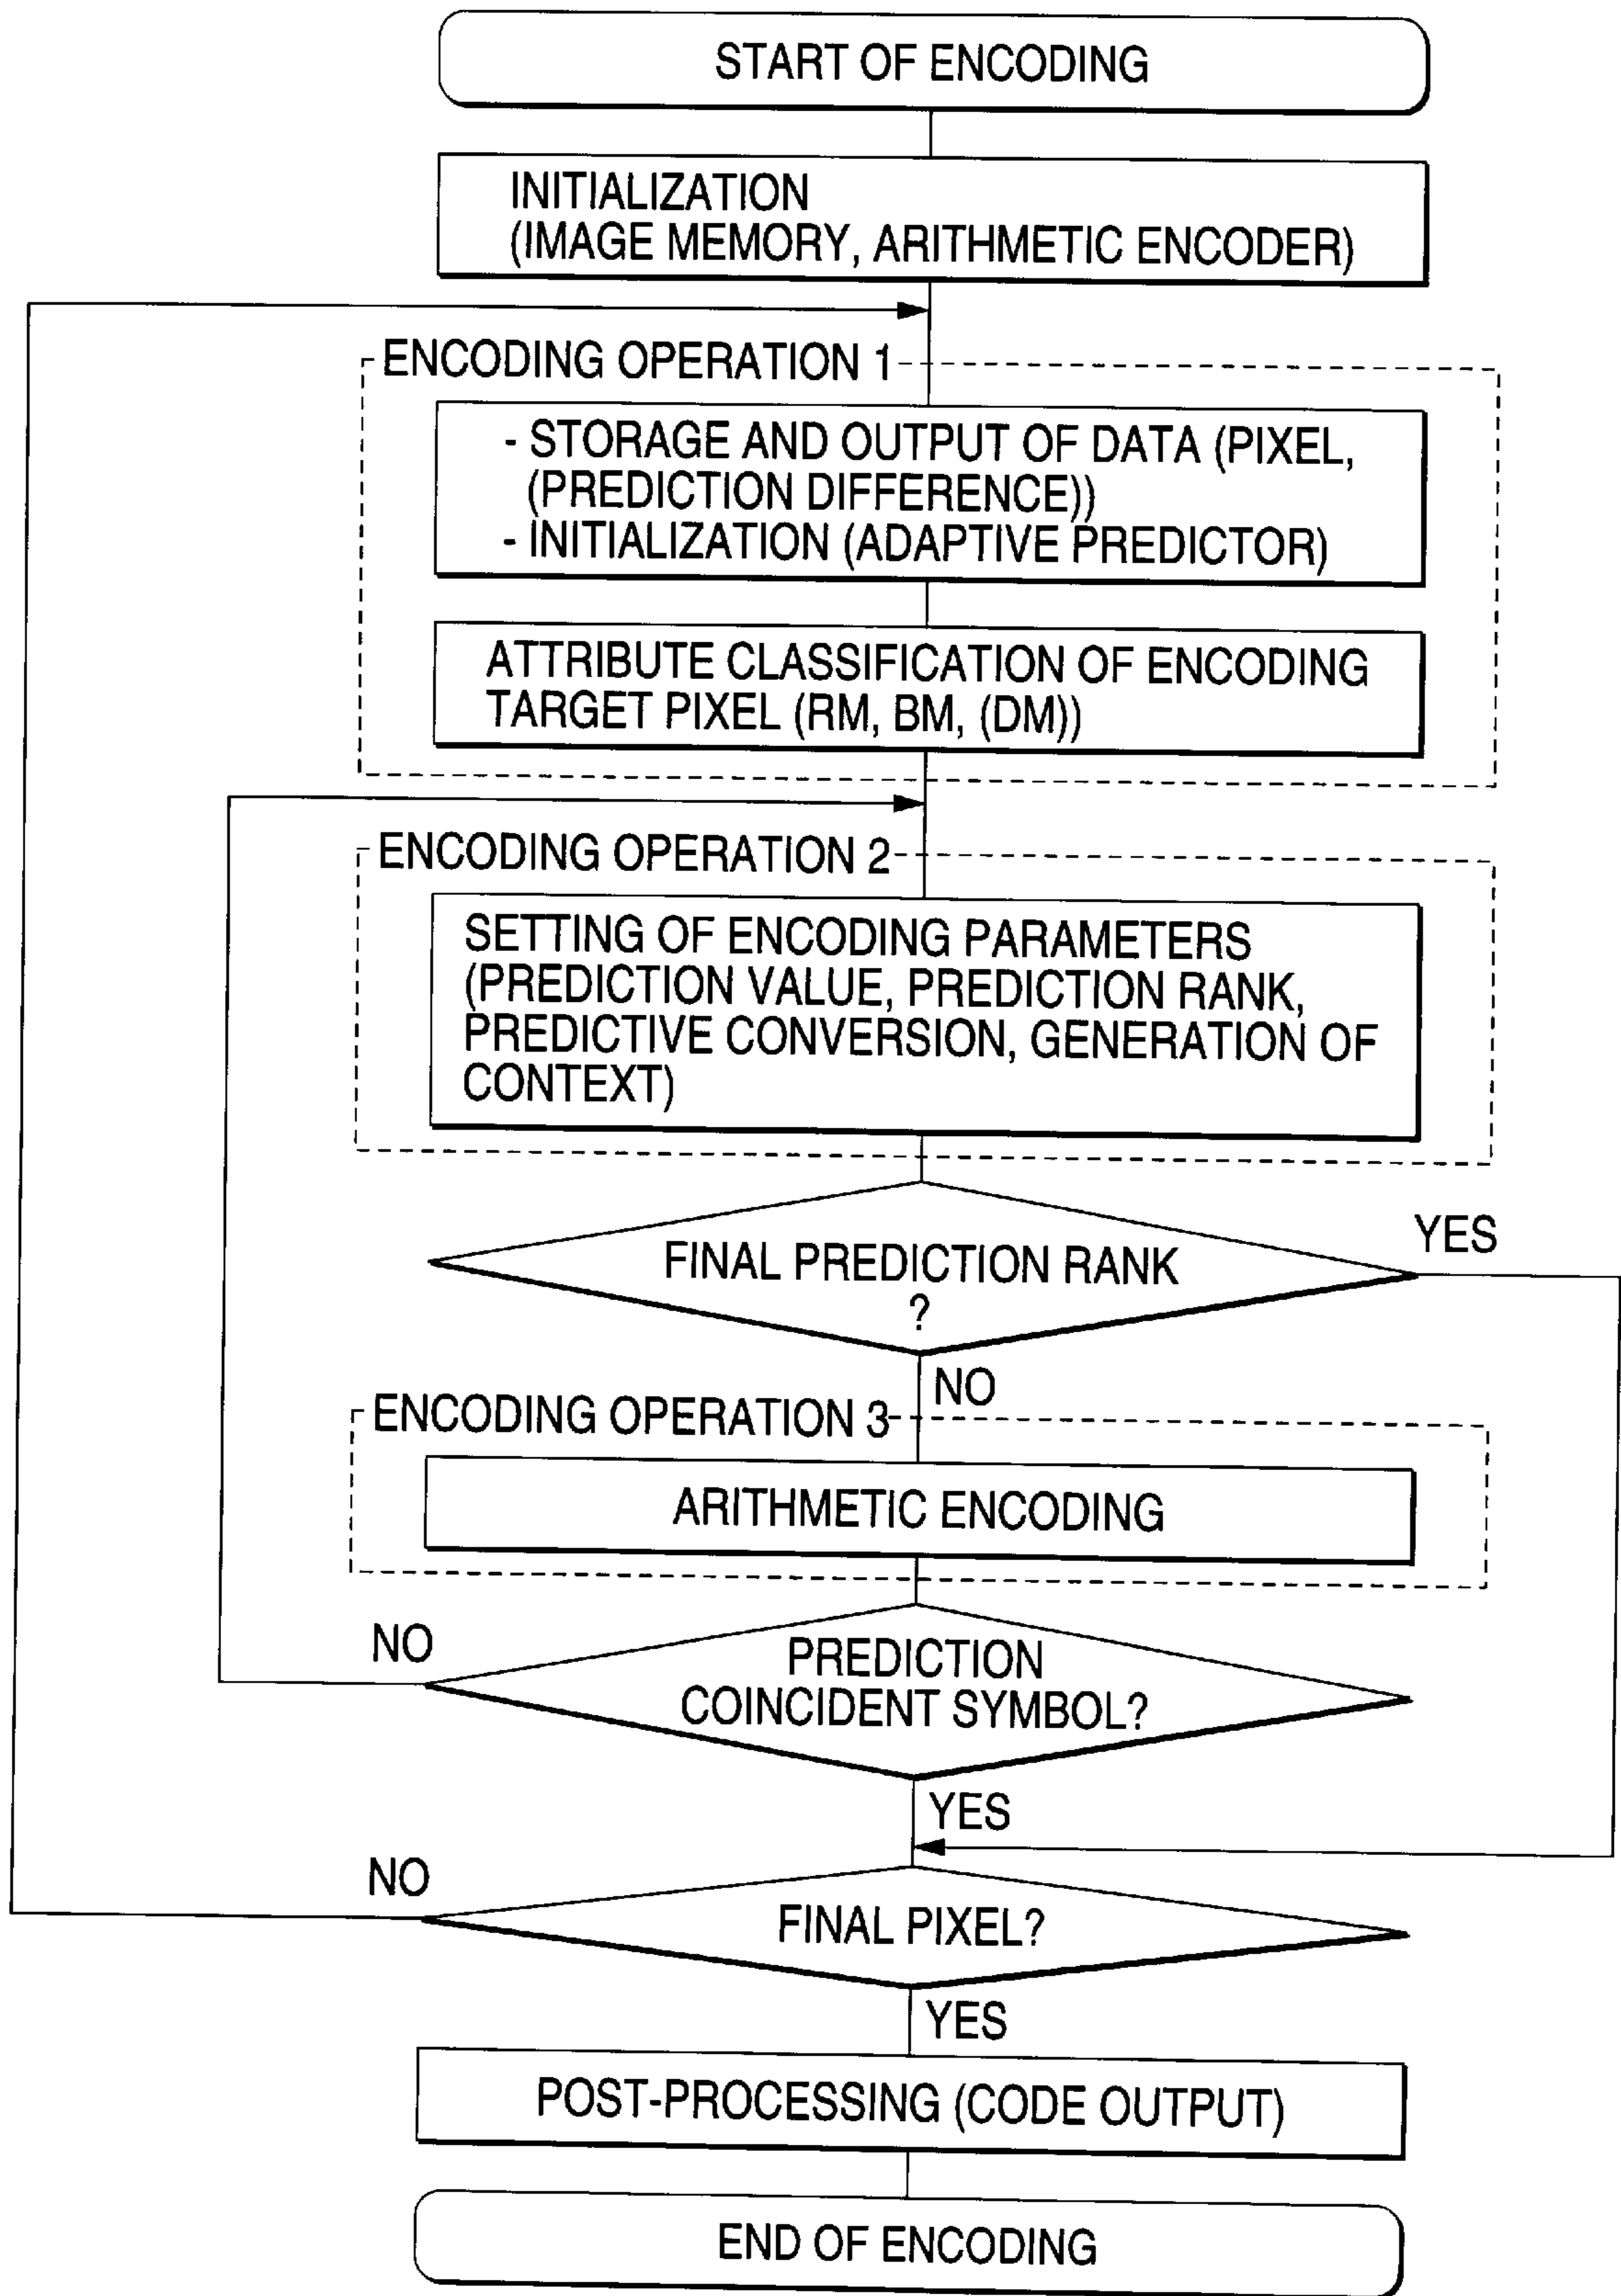 START OF ENCODING
INITIALIZATION
(IMAGE MEMORY, ARITHMETIC ENCODER)
ENCODING OPERATION 1
- STORAGE AND OUTPUT OF DATA (PIXEL,
(PREDICTION DIFFERENCE))
- INITIALIZATION (ADAPTIVE PREDICTOR)
ATTRIBUTE CLASSIFICATION OF ENCODING
TARGET PIXEL (RM, BM, (DM))
ENCODING OPERATION 2
SETTING OF ENCODING PARAMETERS
(PREDICTION VALUE, PREDICTION RANK,
PREDICTIVE CONVERSION, GENERATION OF
CONTEXT)
YES
FINAL PREDICTION RANK
?
NO
ENCODING OPERATION 3
ARITHMETIC ENCODING
NO
PREDICTION
COINCIDENT SYMBOL?
YES
NO
FINAL PIXEL?
YES
POST-PROCESSING (CODE OUTPUT)
END OF ENCODING